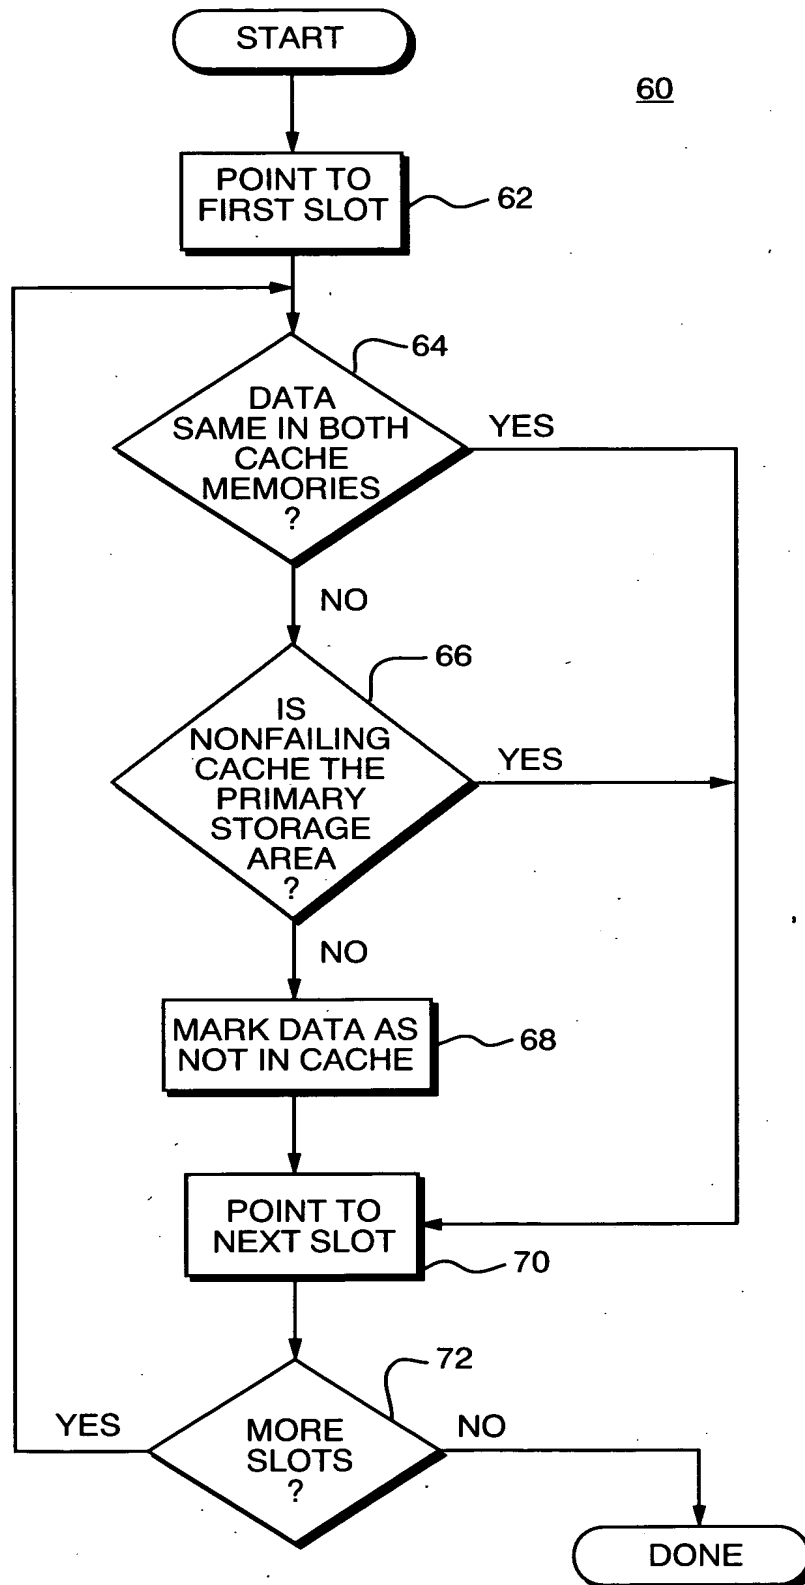 START
60
POINT TO
FIRST SLOT
62
64
DATA
SAME IN BOTH
CACHE
MEMORIES
?
YES
NO
66
IS
NONFAILING
CACHE THE
PRIMARY
STORAGE
AREA
?
YES
NO
MARK DATA AS
NOT IN CACHE
68
POINT TO
NEXT SLOT
70
72
YES
MORE
SLOTS
?
NO
DONE